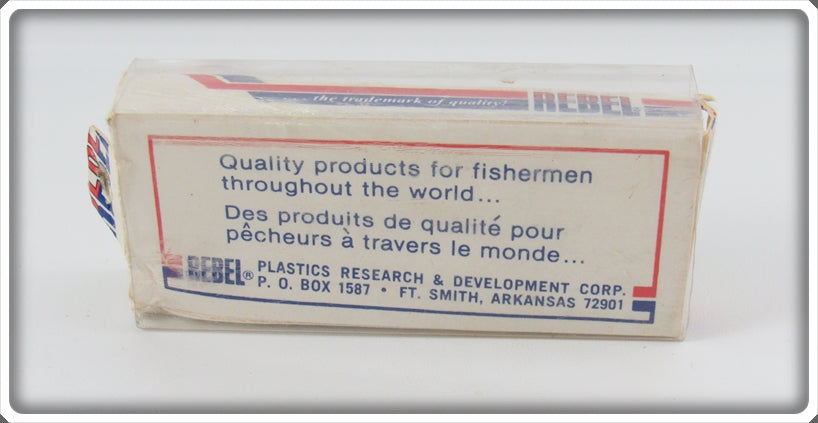 ... the trademark of quality! REBEL®
Quality products for fishermen
throughout the world...
Des produits de qualité pour
pêcheurs à travers le monde...
REBEL® PLASTICS RESEARCH & DEVELOPMENT CORP.
P. O. BOX 1587 • FT. SMITH, ARKANSAS 72901